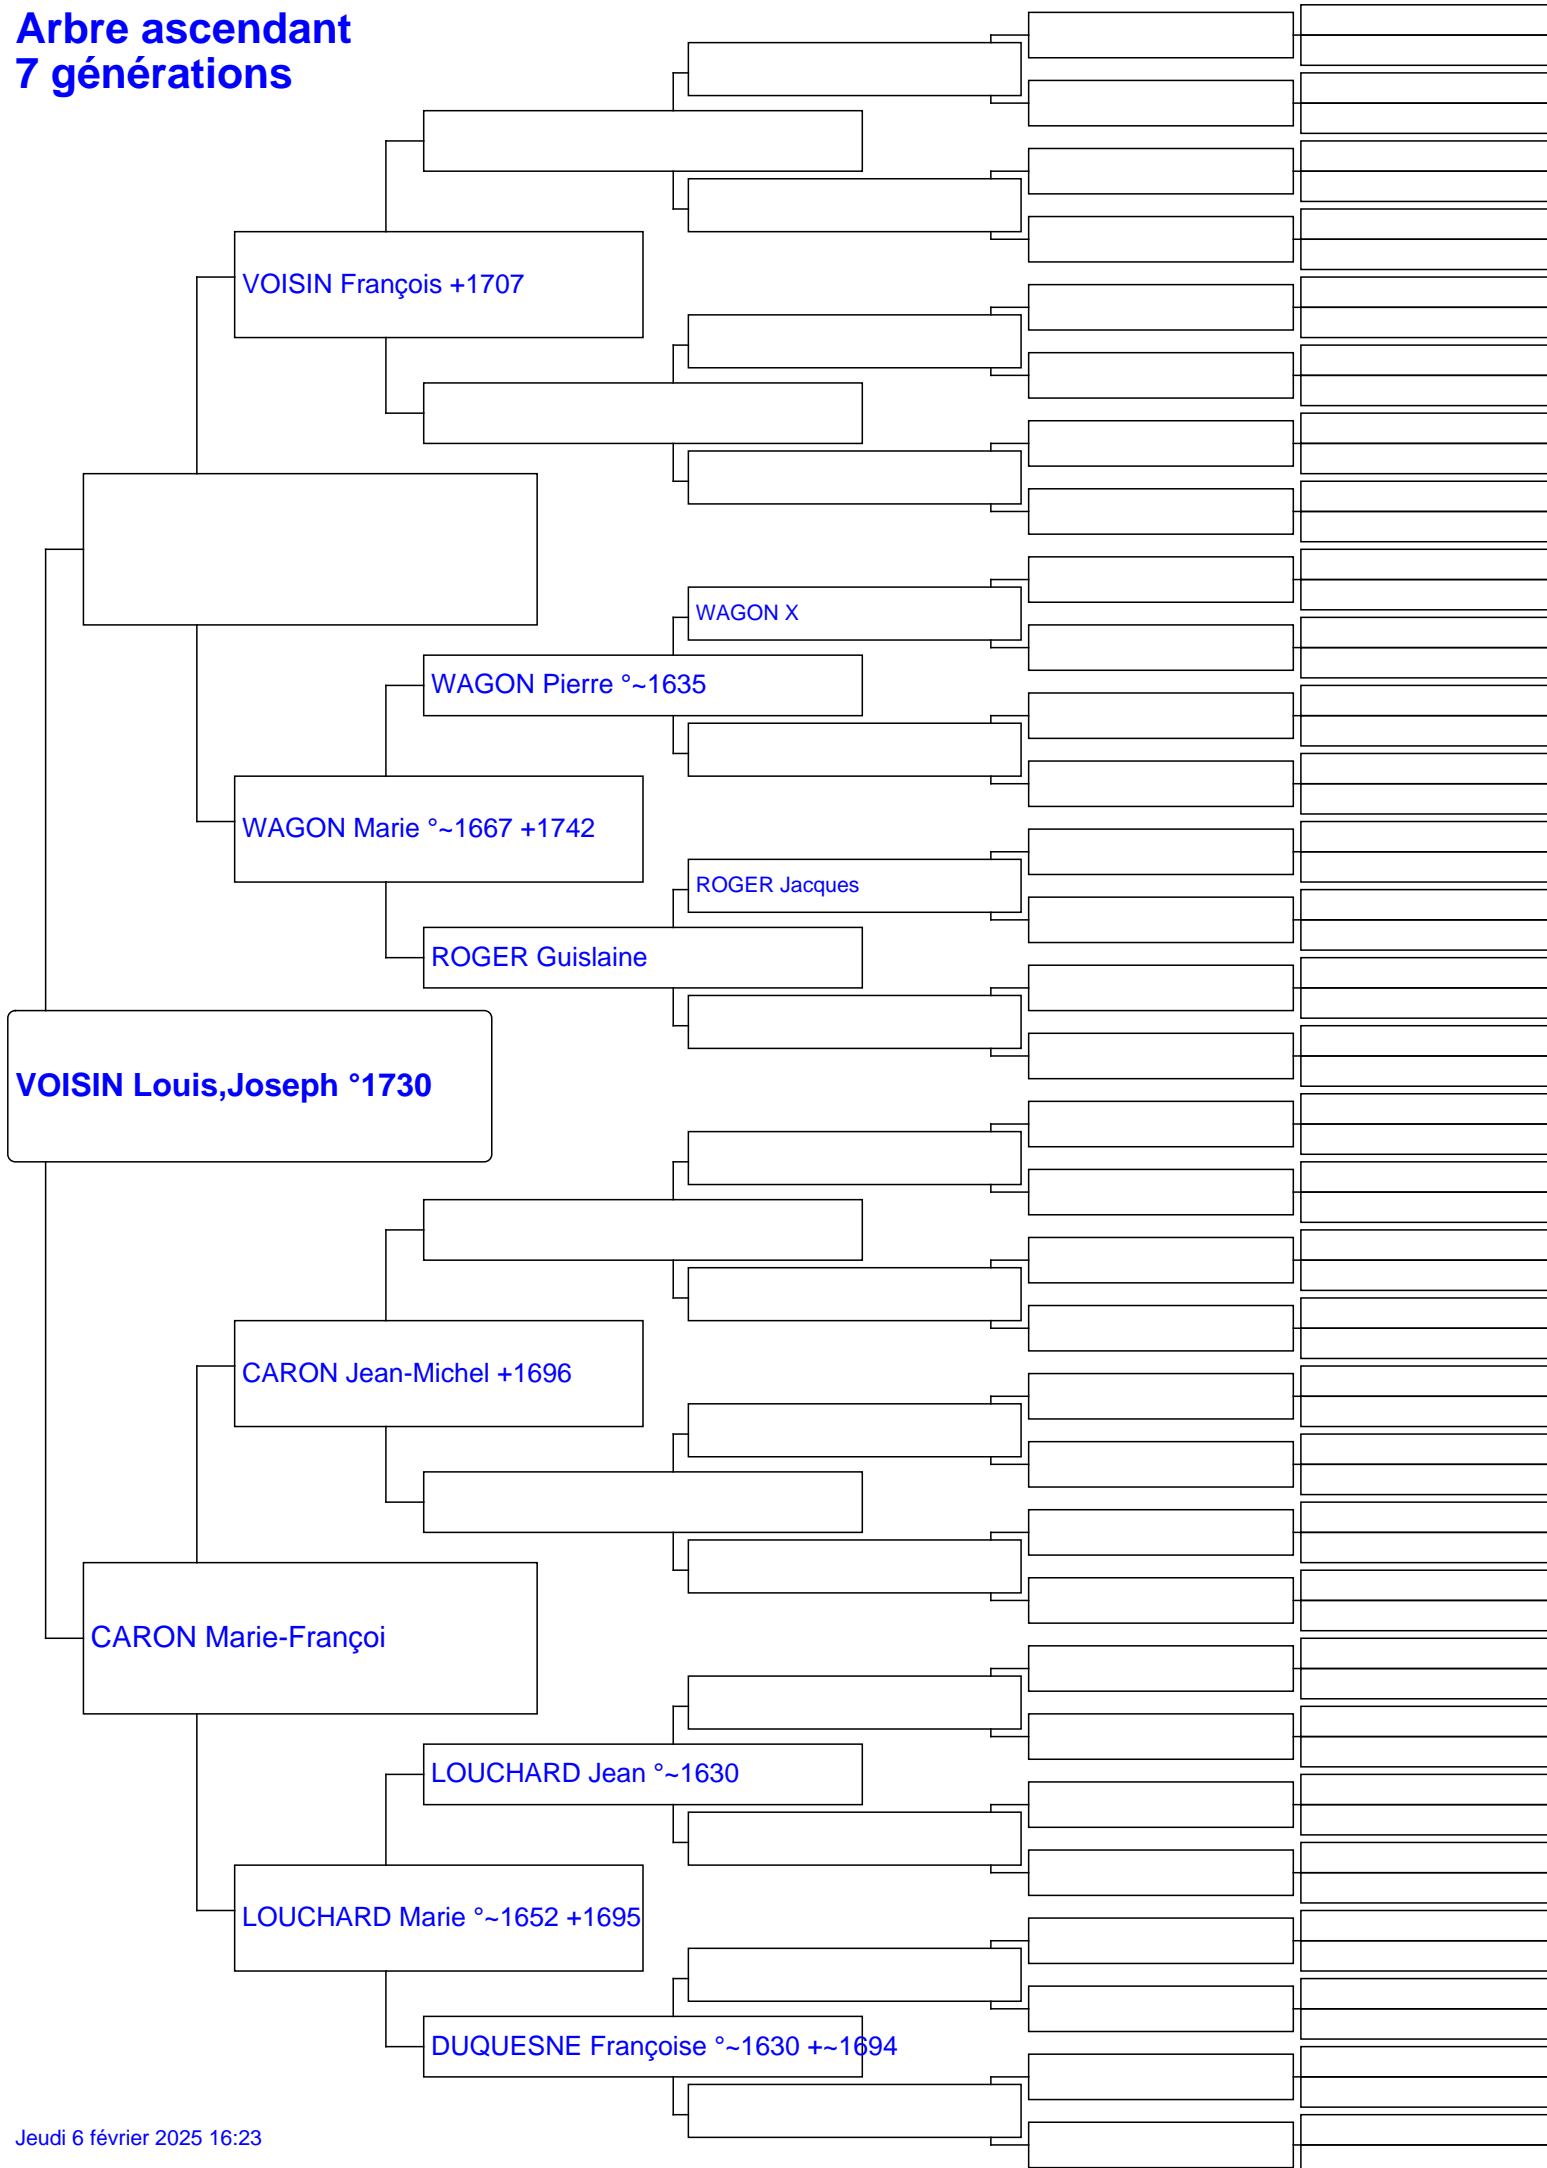 Arbre ascendant
7 générations
VOISIN François +1707
WAGON X
WAGON Pierre °~1635
WAGON Marie °~1667 +1742
ROGER Jacques
ROGER Guislaine
VOISIN Louis,Joseph °1730
CARON Jean-Michel +1696
CARON Marie-Françoi
LOUCHARD Jean °~1630
LOUCHARD Marie °~1652 +1695
DUQUESNE Françoise °~1630 +~1694
Jeudi 6 février 2025 16:23